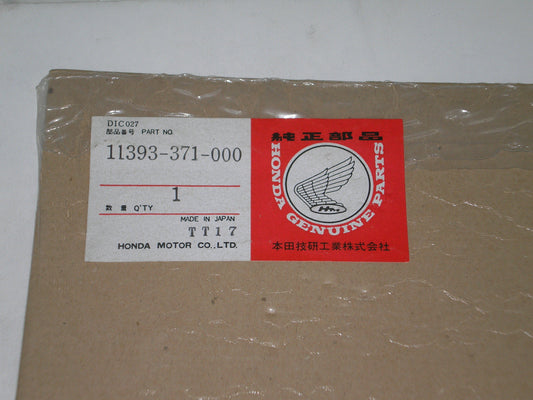 DIC027
部品番号 PART NO.
11393-371-000
1
数量 Q'TY
MADE IN JAPAN
TT17
HONDA MOTOR CO.,LTD.
純正部品
HONDA GENUINE PARTS
HM
本田技研工業株式会社